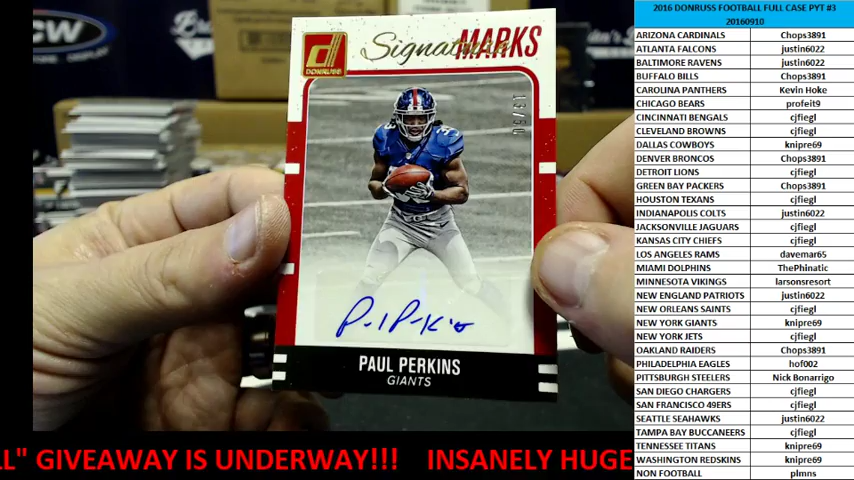 DONRUSS
Signature MARKS
PAUL PERKINS
GIANTS
LL" GIVEAWAY IS UNDERWAY!!! INSANELY HUGE
2016 DONRUSS FOOTBALL FULL CASE PYT #3
20160910
ARIZONA CARDINALS Chops3891
ATLANTA FALCONS justin6022
BALTIMORE RAVENS justin6022
BUFFALO BILLS Chops3891
CAROLINA PANTHERS Kevin Hoke
CHICAGO BEARS profeit9
CINCINNATI BENGALS cjfiegl
CLEVELAND BROWNS cjfiegl
DALLAS COWBOYS knipre69
DENVER BRONCOS Chops3891
DETROIT LIONS cjfiegl
GREEN BAY PACKERS Chops3891
HOUSTON TEXANS cjfiegl
INDIANAPOLIS COLTS justin6022
JACKSONVILLE JAGUARS cjfiegl
KANSAS CITY CHIEFS cjfiegl
LOS ANGELES RAMS davemar65
MIAMI DOLPHINS ThePhinatic
MINNESOTA VIKINGS larsonsresort
NEW ENGLAND PATRIOTS justin6022
NEW ORLEANS SAINTS cjfiegl
NEW YORK GIANTS knipre69
NEW YORK JETS cjfiegl
OAKLAND RAIDERS Chops3891
PHILADELPHIA EAGLES hof002
PITTSBURGH STEELERS Nick Bonarrigo
SAN DIEGO CHARGERS cjfiegl
SAN FRANCISCO 49ERS cjfiegl
SEATTLE SEAHAWKS justin6022
TAMPA BAY BUCCANEERS cjfiegl
TENNESSEE TITANS knipre69
WASHINGTON REDSKINS knipre69
NON FOOTBALL plmns